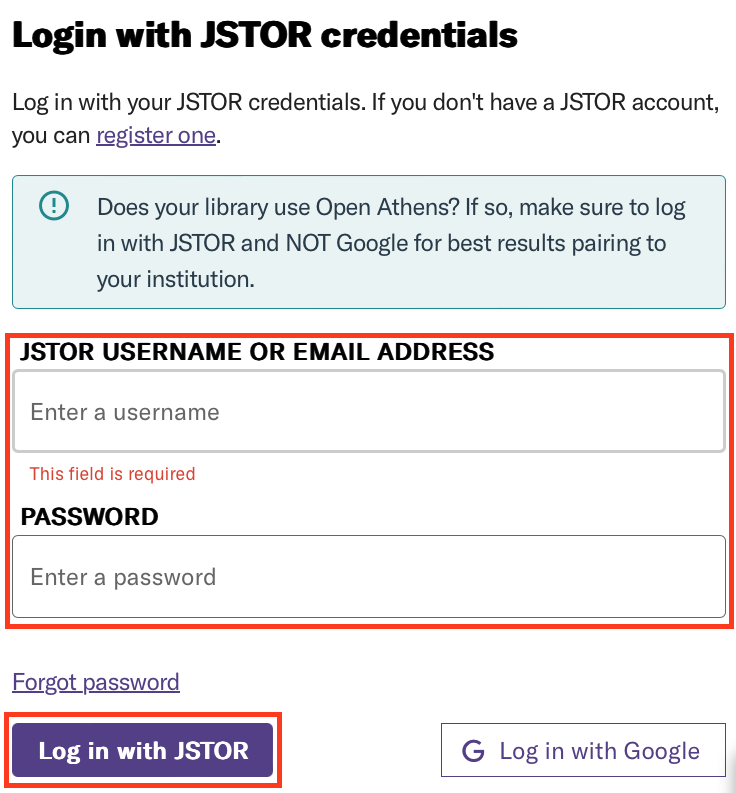 Login with JSTOR credentials
Log in with your JSTOR credentials. If you don't have a JSTOR account,
you can register one.
Does your library use Open Athens? If so, make sure to log
in with JSTOR and NOT Google for best results pairing to
your institution.
JSTOR USERNAME OR EMAIL ADDRESS
Enter a username
This field is required
PASSWORD
Enter a password
Forgot password
Log in with JSTOR
Log in with Google